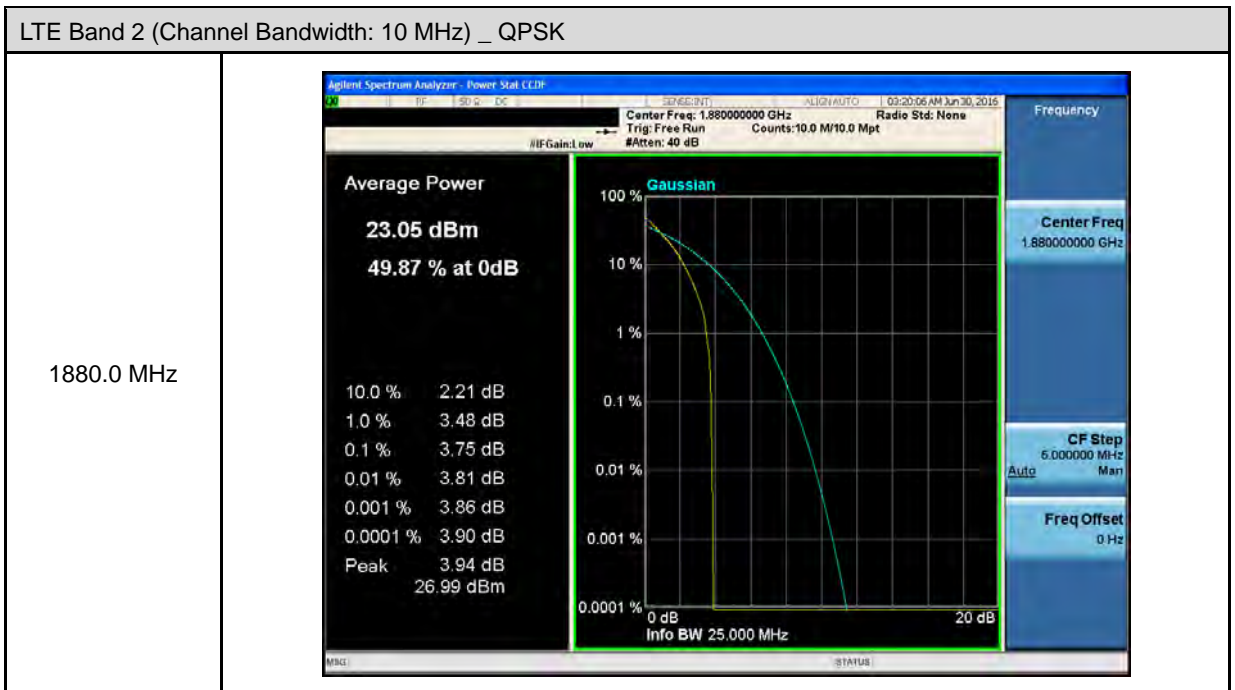 LTE Band 2 (Channel Bandwidth: 10 MHz) _ QPSK
1880.0 MHz
Agilent Spectrum Analyzer - Power Stat CCDF
RF 50 Ω DC SENSE:INT ALIGN AUTO 03:20:06 AM Jun 30, 2016
Center Freq: 1.880000000 GHz Radio Std: None
Trig: Free Run Counts:10.0 M/10.0 Mpt
#IFGain:Low #Atten: 40 dB
Average Power
23.05 dBm
49.87 % at 0dB
10.0 % 2.21 dB
1.0 % 3.48 dB
0.1 % 3.75 dB
0.01 % 3.81 dB
0.001 % 3.86 dB
0.0001 % 3.90 dB
Peak 3.94 dB
26.99 dBm
Gaussian
100 %
10 %
1 %
0.1 %
0.01 %
0.001 %
0.0001 %
0 dB 20 dB
Info BW 25.000 MHz
Frequency
Center Freq
1.880000000 GHz
CF Step
5.000000 MHz
Auto Man
Freq Offset
0 Hz
MSG STATUS